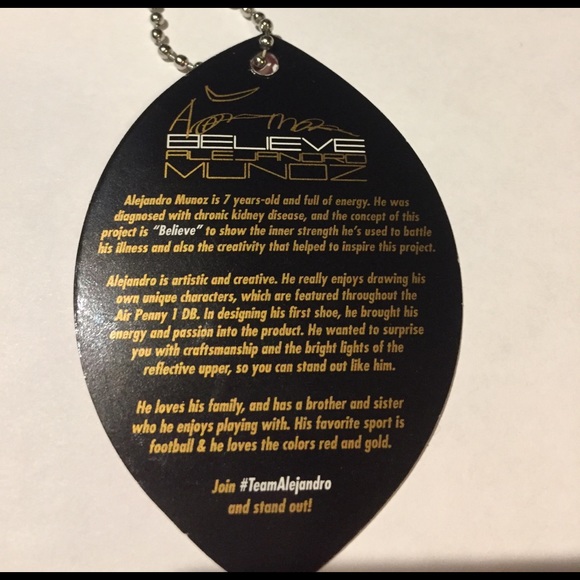 BELIEVE
ALEJANDRO
MUNOZ
Alejandro Munoz is 7 years-old and full of energy. He was
diagnosed with chronic kidney disease, and the concept of this
project is "Believe" to show the inner strength he's used to battle
his illness and also the creativity that helped to inspire this project.
Alejandro is artistic and creative. He really enjoys drawing his
own unique characters, which are featured throughout the
Air Penny 1 DB. In designing his first shoe, he brought his
energy and passion into the product. He wanted to surprise
you with craftsmanship and the bright lights of the
reflective upper, so you can stand out like him.
He loves his family, and has a brother and sister
who he enjoys playing with. His favorite sport is
football & he loves the colors red and gold.
Join #TeamAlejandro
and stand out!